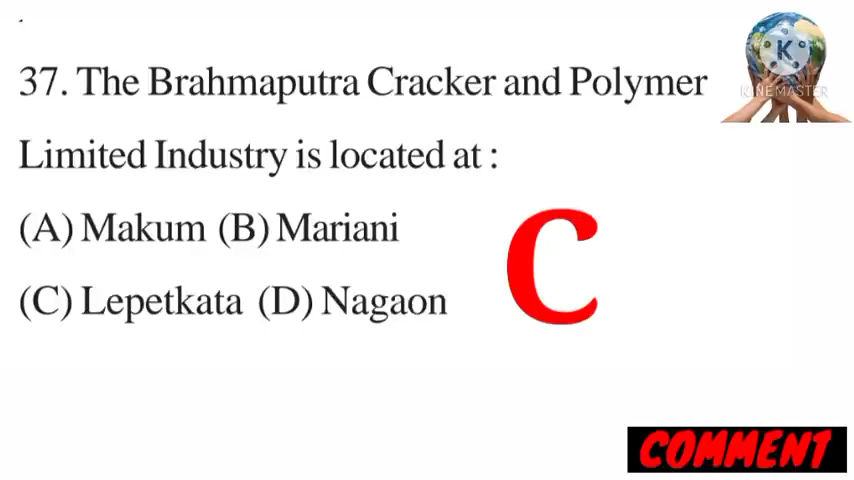 37. The Brahmaputra Cracker and Polymer
Limited Industry is located at :
(A) Makum (B) Mariani
(C) Lepetkata (D) Nagaon
C
K
KINEMASTER
COMMENT